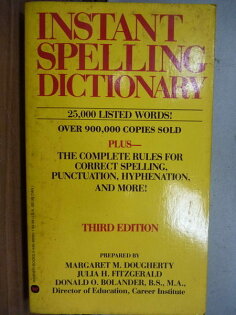 INSTANT
SPELLING
DICTIONARY
25,000 LISTED WORDS!
OVER 900,000 COPIES SOLD
PLUS—
THE COMPLETE RULES FOR
CORRECT SPELLING,
PUNCTUATION, HYPHENATION,
AND MORE!
THIRD EDITION
PREPARED BY
MARGARET M. DOUGHERTY
JULIA H. FITZGERALD
DONALD O. BOLANDER, B.S., M.A.,
Director of Education, Career Institute